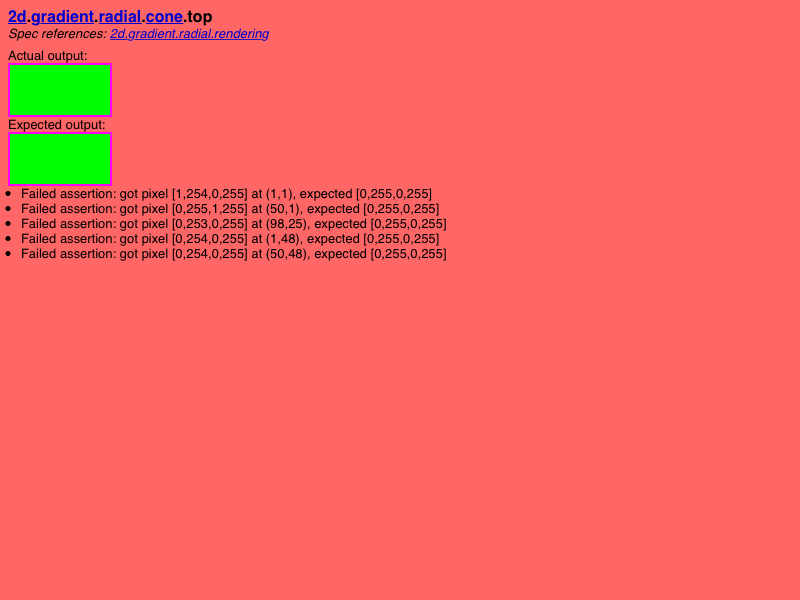 2d.gradient.radial.cone.top
Spec references: 2d.gradient.radial.rendering
Actual output:
Expected output:
• Failed assertion: got pixel [1,254,0,255] at (1,1), expected [0,255,0,255]
• Failed assertion: got pixel [0,255,1,255] at (50,1), expected [0,255,0,255]
• Failed assertion: got pixel [0,253,0,255] at (98,25), expected [0,255,0,255]
• Failed assertion: got pixel [0,254,0,255] at (1,48), expected [0,255,0,255]
• Failed assertion: got pixel [0,254,0,255] at (50,48), expected [0,255,0,255]